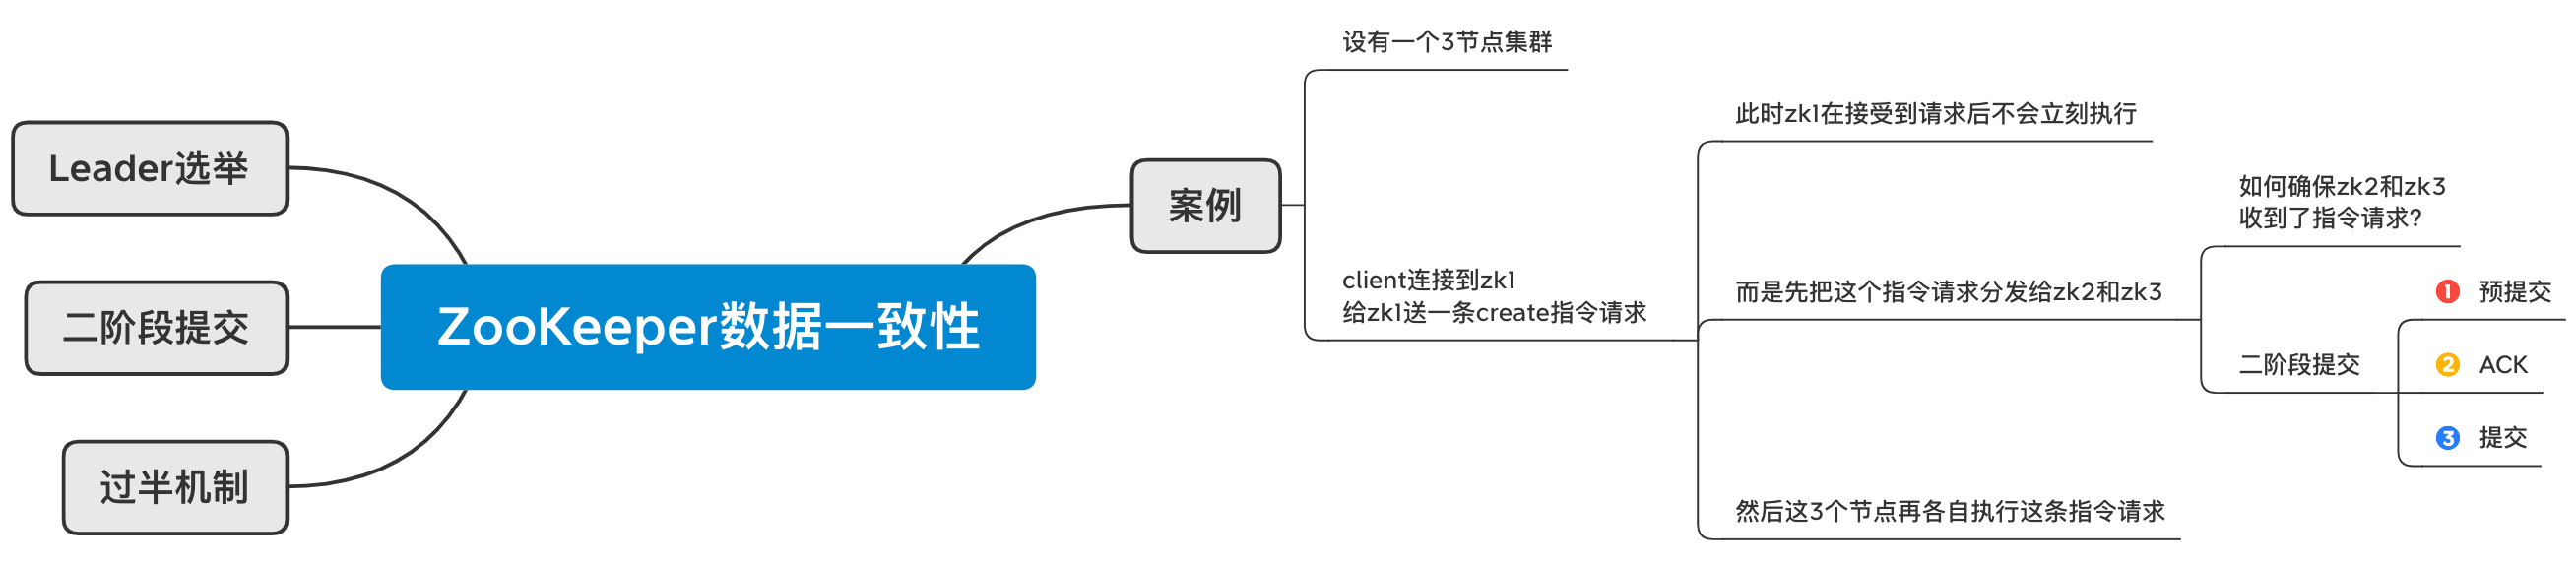 ZooKeeper数据一致性
Leader选举
二阶段提交
过半机制
案例
设有一个3节点集群
client连接到zk1
给zk1送一条create指令请求
此时zk1在接受到请求后不会立刻执行
而是先把这个指令请求分发给zk2和zk3
如何确保zk2和zk3
收到了指令请求?
二阶段提交
1 预提交
2 ACK
3 提交
然后这3个节点再各自执行这条指令请求